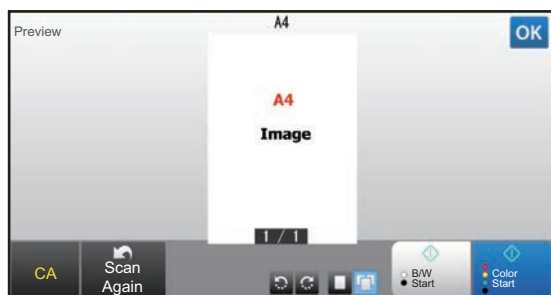 A4
Preview
OK
A4
Image
1 / 1
CA
Scan
Again
B/W
Start
Color
Start